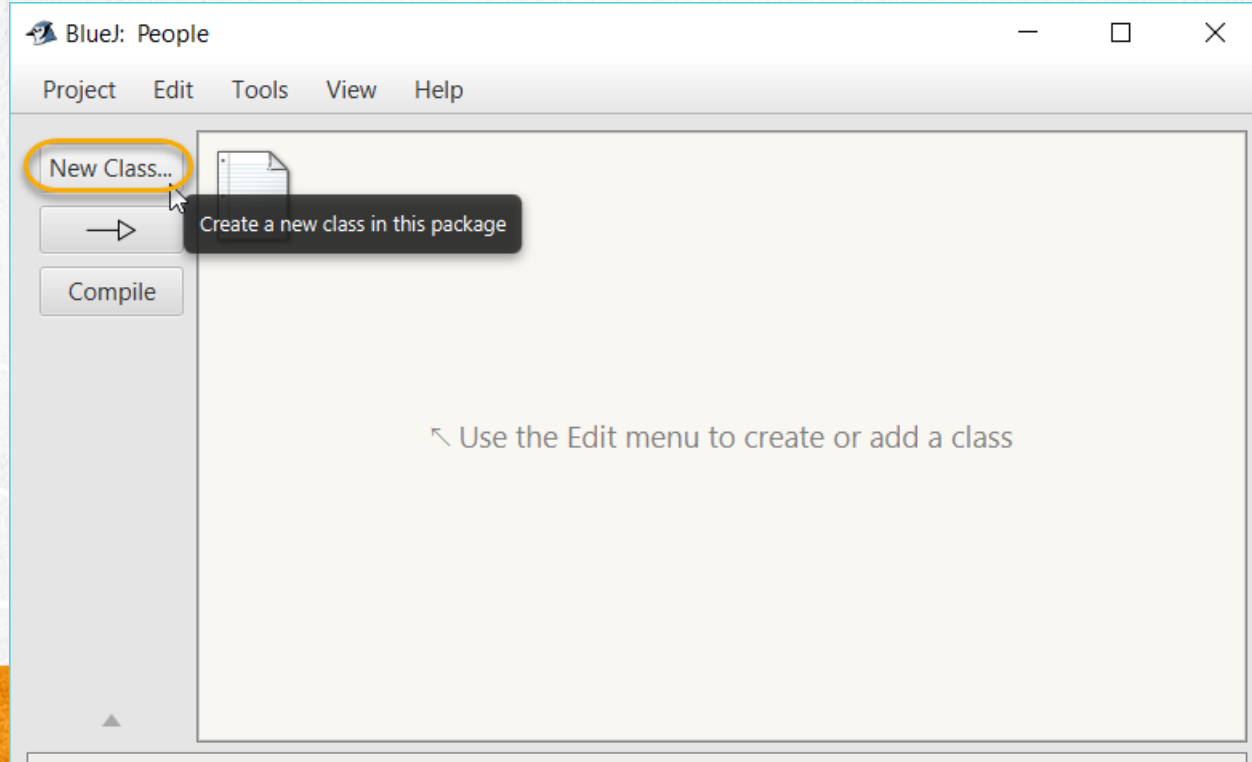 BlueJ: People
Project Edit Tools View Help
New Class...
Create a new class in this package
Compile
Use the Edit menu to create or add a class